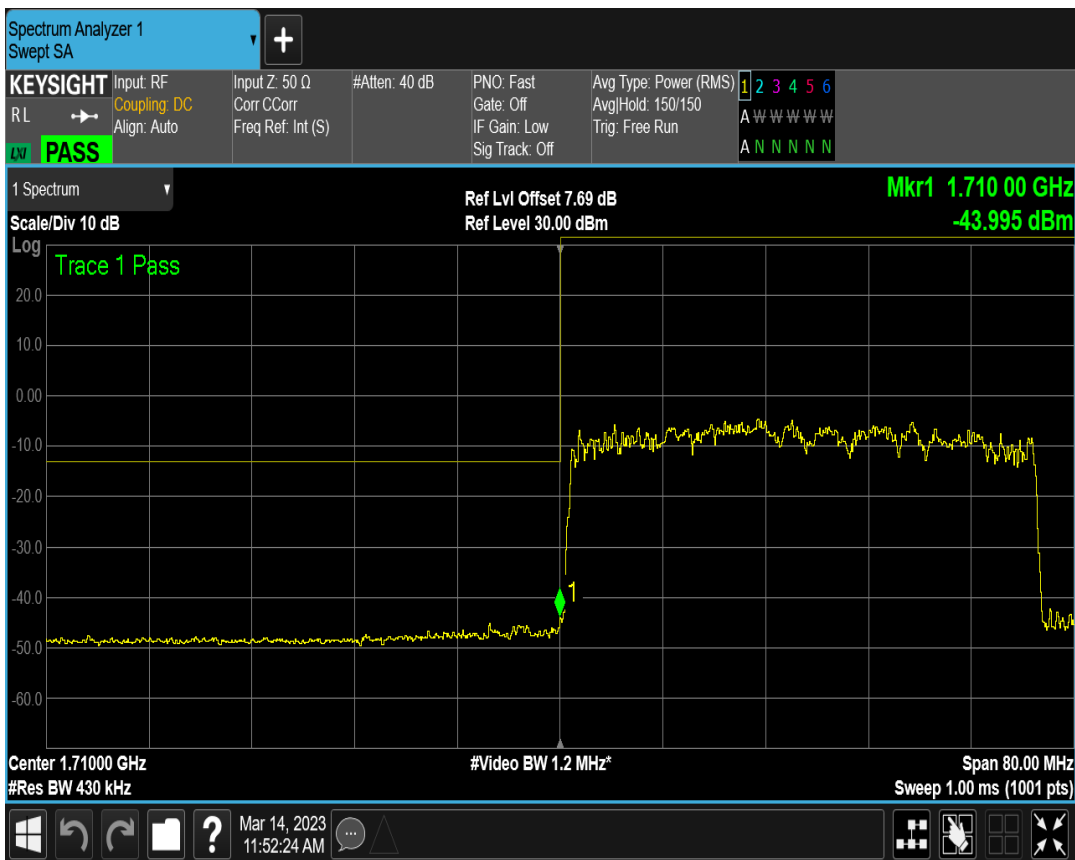 Spectrum Analyzer 1
Swept SA
+
KEYSIGHT
RL
LXI
PASS
Input: RF
Coupling: DC
Align: Auto
Input Z: 50 Ω
Corr CCorr
Freq Ref: Int (S)
#Atten: 40 dB
PNO: Fast
Gate: Off
IF Gain: Low
Sig Track: Off
Avg Type: Power (RMS)
Avg|Hold: 150/150
Trig: Free Run
1 2 3 4 5 6
A W W W W W
A N N N N N
1 Spectrum
Scale/Div 10 dB
Ref Lvl Offset 7.69 dB
Ref Level 30.00 dBm
Mkr1 1.710 00 GHz
-43.995 dBm
Log
Trace 1 Pass
20.0
10.0
0.00
-10.0
-20.0
-30.0
-40.0
1
-50.0
-60.0
Center 1.71000 GHz
#Video BW 1.2 MHz*
Span 80.00 MHz
#Res BW 430 kHz
Sweep 1.00 ms (1001 pts)
?
Mar 14, 2023
11:52:24 AM